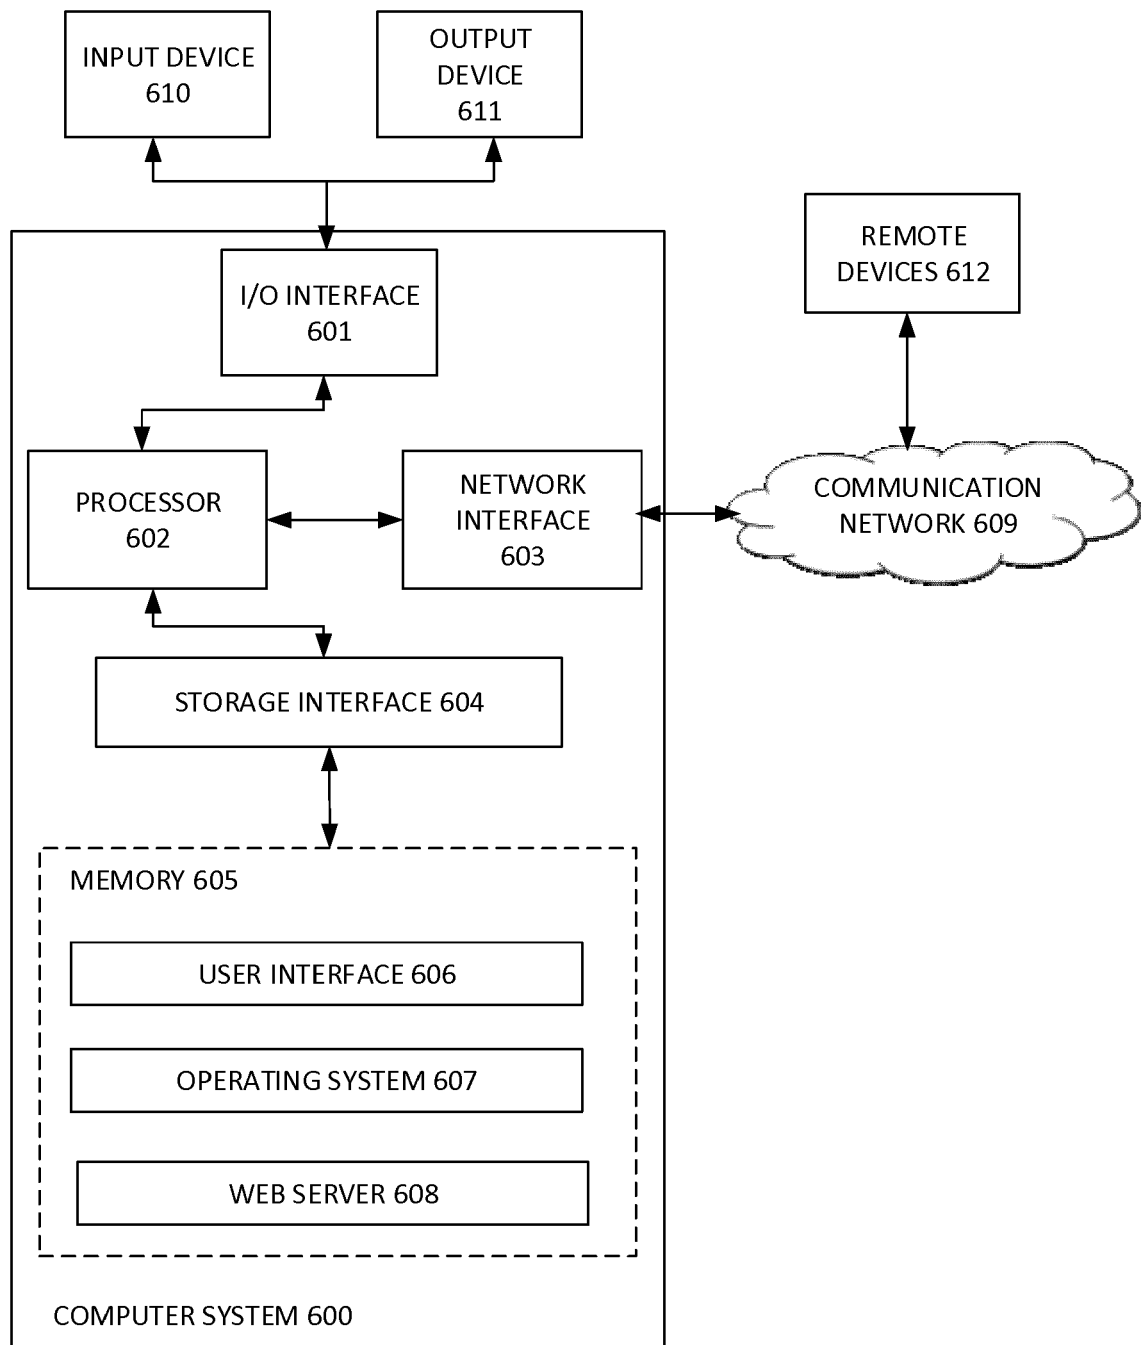 INPUT DEVICE
610
OUTPUT
DEVICE
611
REMOTE
DEVICES 612
I/O INTERFACE
601
PROCESSOR
602
NETWORK
INTERFACE
603
COMMUNICATION
NETWORK 609
STORAGE INTERFACE 604
MEMORY 605
USER INTERFACE 606
OPERATING SYSTEM 607
WEB SERVER 608
COMPUTER SYSTEM 600